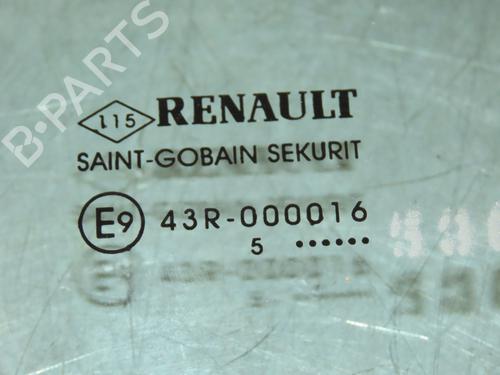 B-PARTS
115 RENAULT
SAINT-GOBAIN SEKURIT
E9 43R-000016
5 ......